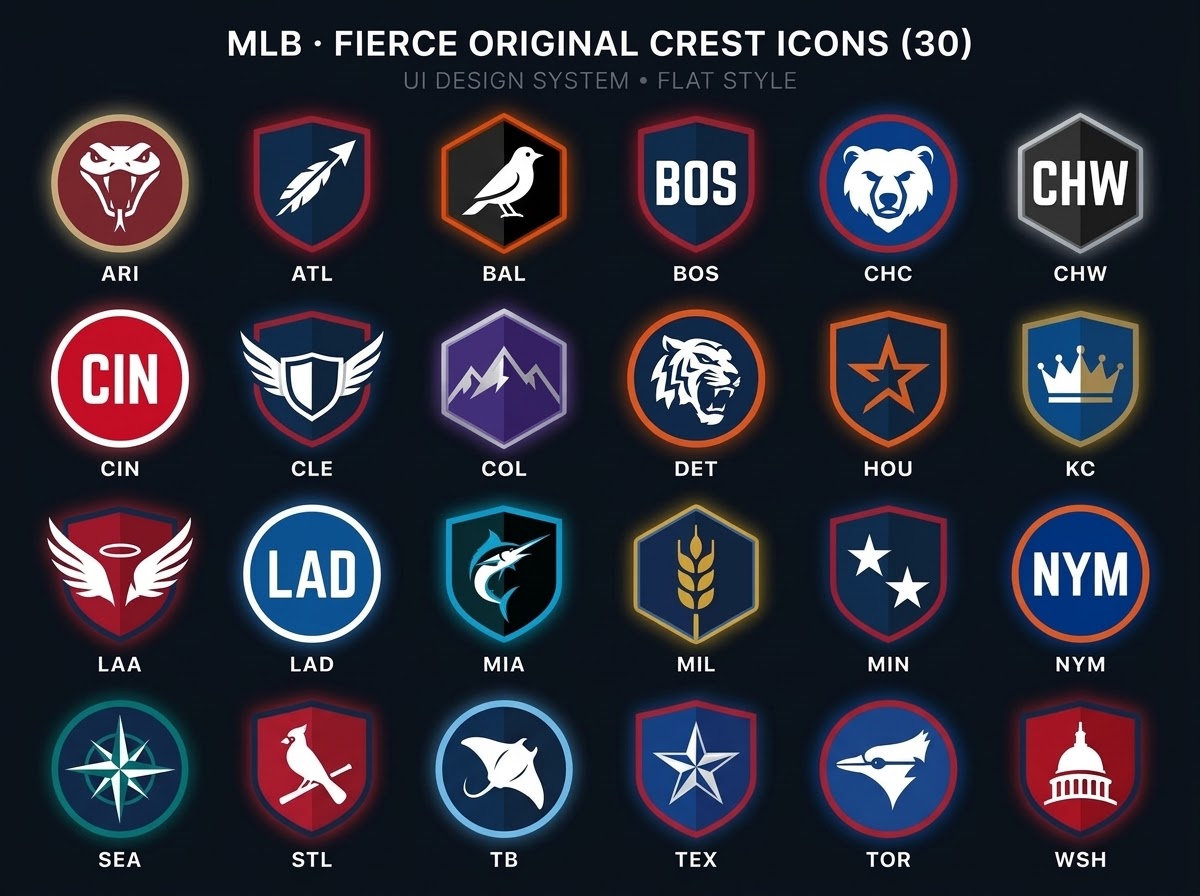 MLB · FIERCE ORIGINAL CREST ICONS (30)
UI DESIGN SYSTEM • FLAT STYLE
BOS
CHW
ARI
ATL
BAL
BOS
CHC
CHW
CIN
CIN
CLE
COL
DET
HOU
KC
LAD
NYM
LAA
LAD
MIA
MIL
MIN
NYM
SEA
STL
TB
TEX
TOR
WSH